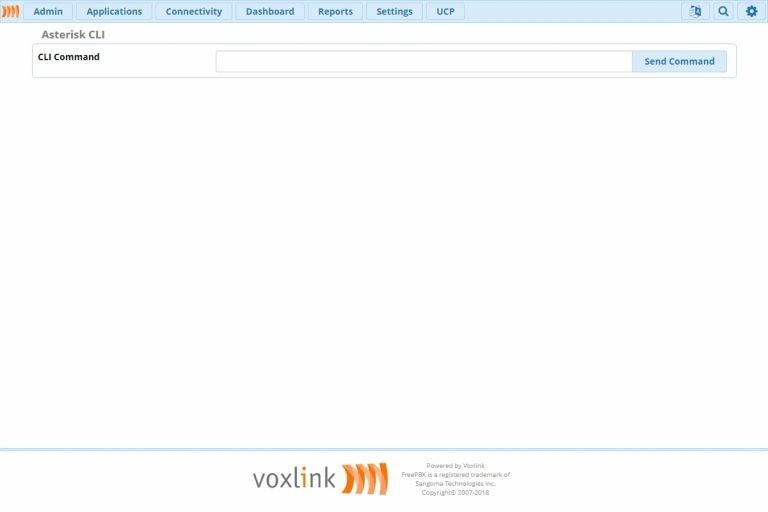 Admin Applications Connectivity Dashboard Reports Settings UCP
Asterisk CLI
CLI Command Send Command
voxlink
Powered by Voxlink
FreePBX is a registered trademark of
Sangoma Technologies Inc.
Copyright© 2007-2018